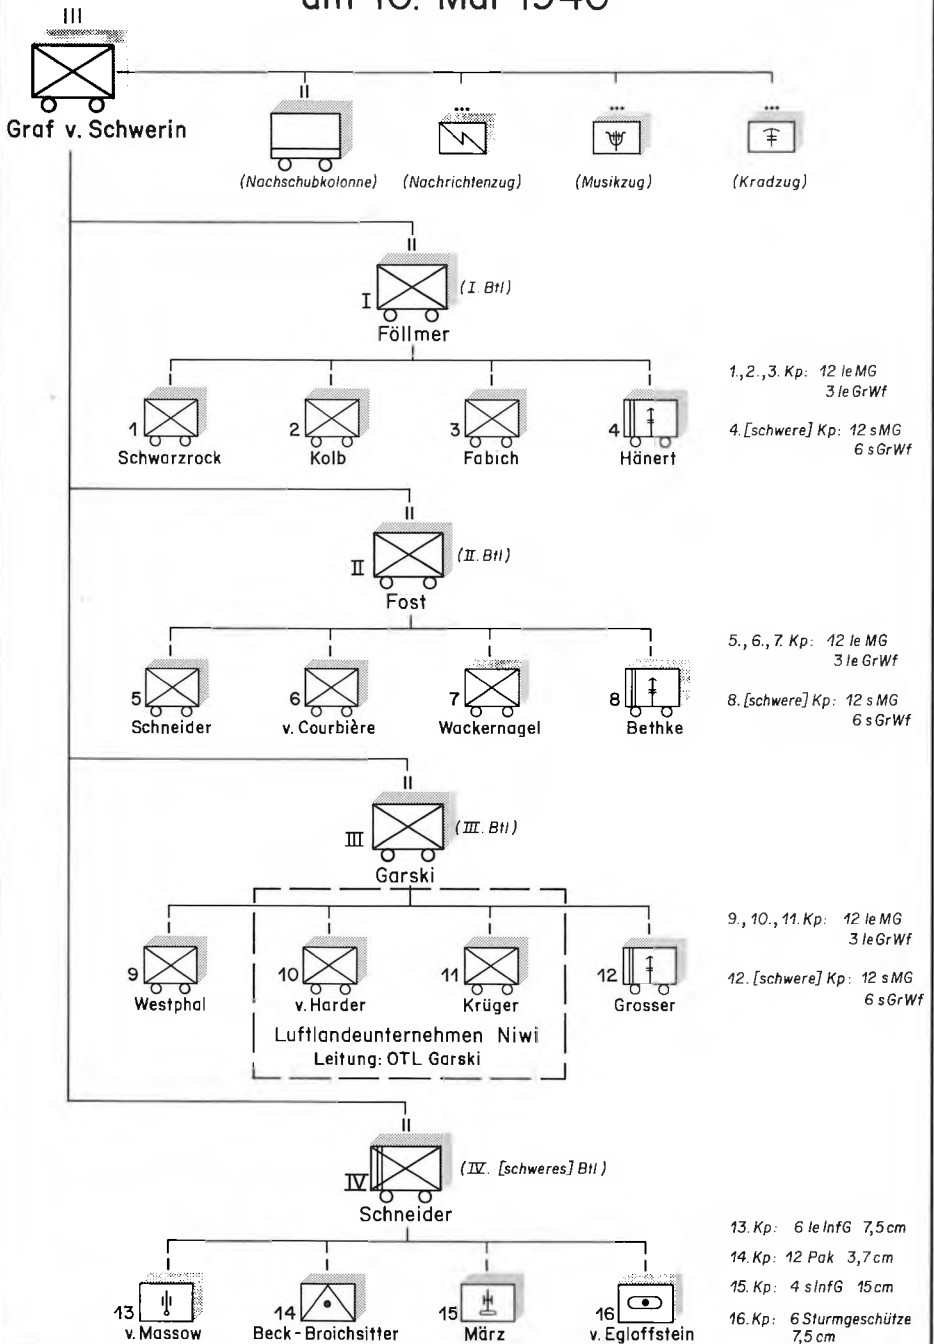 am 10. Mai 1940
III
Graf v. Schwerin
II
(Nachschubkolonne) (Nachrichtenzug) (Musikzug) (Kradzug)
II
I (I. Btl)
Föllmer
1 2 3 4
Schwarzrock Kolb Fabich Hänert
1.,2.,3. Kp: 12 le MG
3 le GrWf
4. [schwere] Kp: 12 s MG
6 s GrWf
II
II (II. Btl)
Fost
5 6 7 8
Schneider v. Courbière Wackernagel Bethke
5., 6., 7. Kp: 12 le MG
3 le GrWf
8. [schwere] Kp: 12 s MG
6 s GrWf
II
III (III. Btl)
Garski
9 10 11 12
Westphal v. Harder Krüger Grosser
Luftlandeunternehmen Niwi
Leitung: OTL Garski
9., 10., 11. Kp: 12 le MG
3 le GrWf
12. [schwere] Kp: 12 s MG
6 s GrWf
II
IV (IV. [schweres] Btl)
Schneider
13 14 15 16
v. Massow Beck-Broichsitter März v. Egloffstein
13. Kp: 6 le InfG 7,5 cm
14. Kp: 12 Pak 3,7 cm
15. Kp: 4 s InfG 15 cm
16. Kp: 6 Sturmgeschütze
7,5 cm